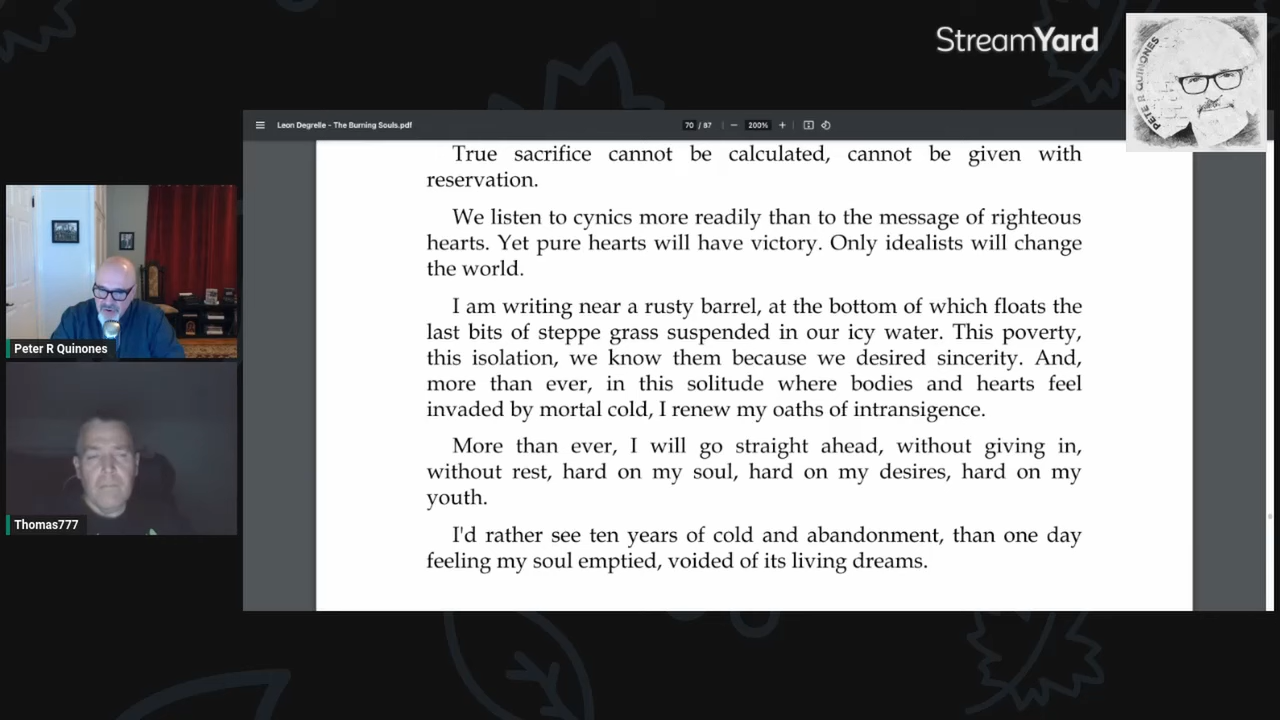 StreamYard
PETER R QUINONES
Leon Degrelle - The Burning Souls.pdf
70 / 87
200%
True sacrifice cannot be calculated, cannot be given with
reservation.
We listen to cynics more readily than to the message of righteous
hearts. Yet pure hearts will have victory. Only idealists will change
the world.
I am writing near a rusty barrel, at the bottom of which floats the
last bits of steppe grass suspended in our icy water. This poverty,
this isolation, we know them because we desired sincerity. And,
more than ever, in this solitude where bodies and hearts feel
invaded by mortal cold, I renew my oaths of intransigence.
More than ever, I will go straight ahead, without giving in,
without rest, hard on my soul, hard on my desires, hard on my
youth.
I'd rather see ten years of cold and abandonment, than one day
feeling my soul emptied, voided of its living dreams.
Peter R Quinones
Thomas777